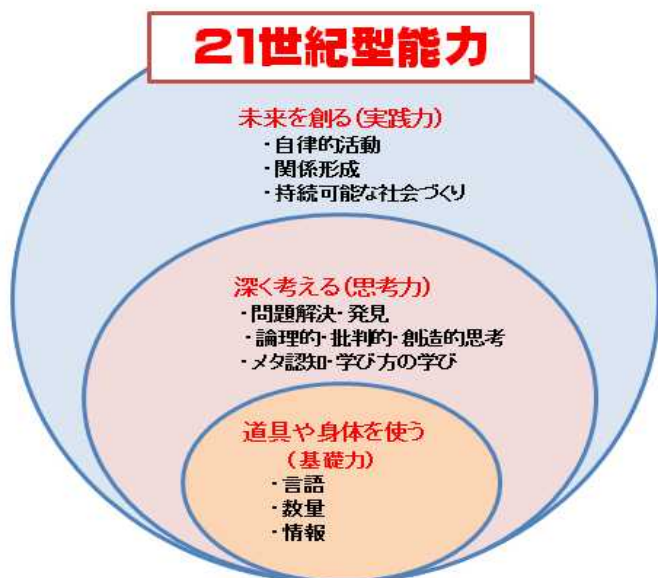 21世紀型能力
未来を創る(実践力)
・自律的活動
・関係形成
・持続可能な社会づくり
深く考える(思考力)
・問題解決・発見
・論理的・批判的・創造的思考
・メタ認知・学び方の学び
道具や身体を使う
(基礎力)
・言語
・数量
・情報